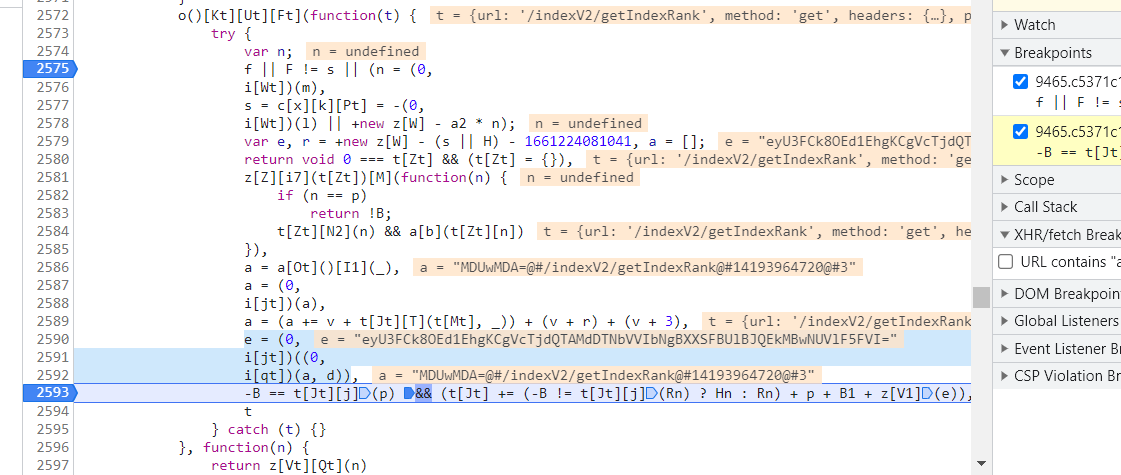 2572 o()[Kt][Ut][Ft](function(t) { t = {url: '/indexV2/getIndexRank', method: 'get', headers: {…}, p
2573 try {
2574 var n; n = undefined
2575 f || F != s || (n = (0,
2576 i[Wt])(m),
2577 s = c[x][k][Pt] = -(0,
2578 i[Wt])(l) || +new z[W] - a2 * n); n = undefined
2579 var e, r = +new z[W] - (s || H) - 1661224081041, a = []; e = "eyU3FCk8OEd1EhgKCgVcTjdQT
2580 return void 0 === t[Zt] && (t[Zt] = {}), t = {url: '/indexV2/getIndexRank', method: 'ge
2581 z[Z][i7](t[Zt])[M](function(n) { n = undefined
2582 if (n == p)
2583 return !B;
2584 t[Zt][N2](n) && a[b](t[Zt][n]) t = {url: '/indexV2/getIndexRank', method: 'get', he
2585 }),
2586 a = a[Ot]()[I1](_), a = "MDUwMDA=@#/indexV2/getIndexRank@#14193964720@#3"
2587 a = (0,
2588 i[jt])(a),
2589 a = (a += v + t[Jt][T](t[Mt], _)) + (v + r) + (v + 3), t = {url: '/indexV2/getIndexRank
2590 e = (0, e = "eyU3FCk8OEd1EhgKCgVcTjdQTAMdDTNbVVIbNgBXXSFBUlBJQEkMBwNUVlF5FVI="
2591 i[jt])((0,
2592 i[qt])(a, d)), a = "MDUwMDA=@#/indexV2/getIndexRank@#14193964720@#3"
2593 -B == t[Jt][j](p) && (t[Jt] += (-B != t[Jt][j](Rn) ? Hn : Rn) + p + B1 + z[V1](e)),
2594 t
2595 } catch (t) {}
2596 }, function(n) {
2597 return z[Vt][Qt](n)
Watch
Breakpoints
9465.c5371c1
f || F != s
9465.c5371c1
-B == t[Jt]
Scope
Call Stack
XHR/fetch Break
URL contains "a
DOM Breakpoin
Global Listeners
Event Listener Br
CSP Violation Br